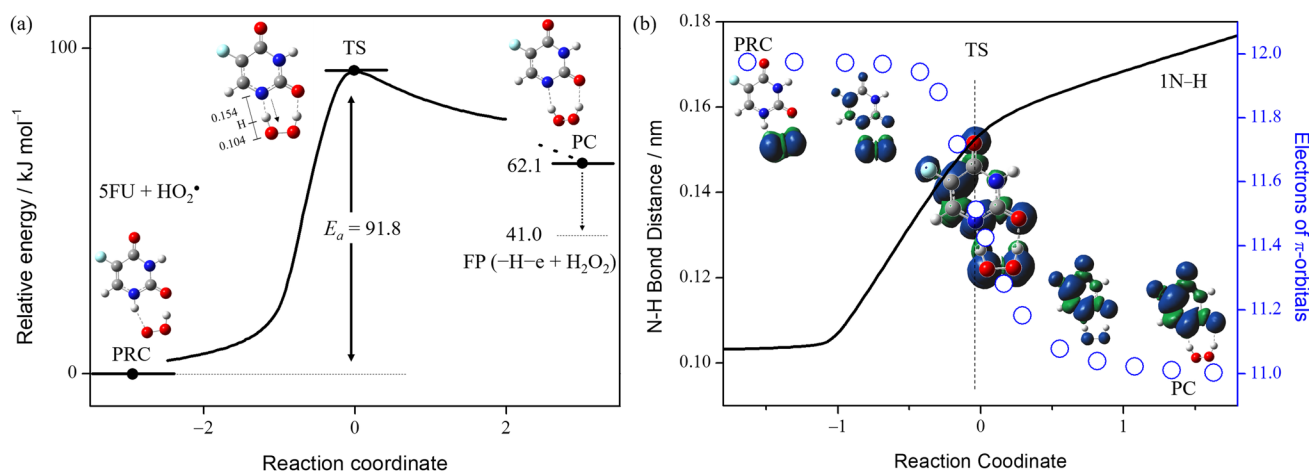 (a)
100
0
Relative energy / kJ mol⁻¹
TS
0.154
H
0.104
5FU + HO₂•
PRC
Eₐ = 91.8
PC
62.1
41.0
FP (−H−e + H₂O₂)
−2
0
2
Reaction coordinate
(b)
0.18
0.16
0.14
0.12
0.10
N-H Bond Distance / nm
PRC
TS
1N–H
PC
12.0
11.8
11.6
11.4
11.2
11.0
Electrons of π-orbitals
−1
0
1
Reaction Coodinate